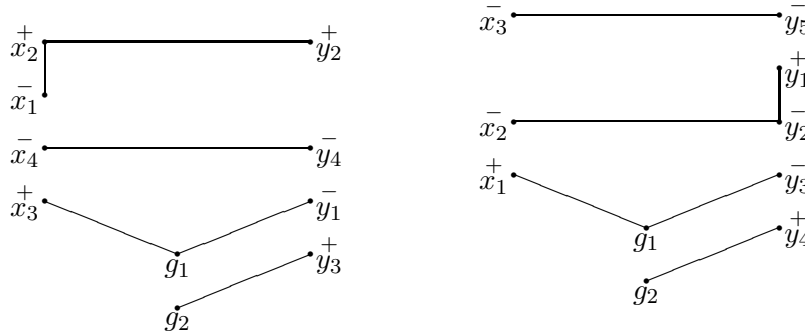 x₃⁻ y₅⁻
x₂⁺ y₂⁺
y₁⁺
x₁⁻
x₂⁻ y₂⁻
x₄⁻ y₄⁻
x₁⁺ y₃⁻
x₃⁺ y₁⁻
g₁ y₄⁺
g₁ y₃⁺
g₂
g₂